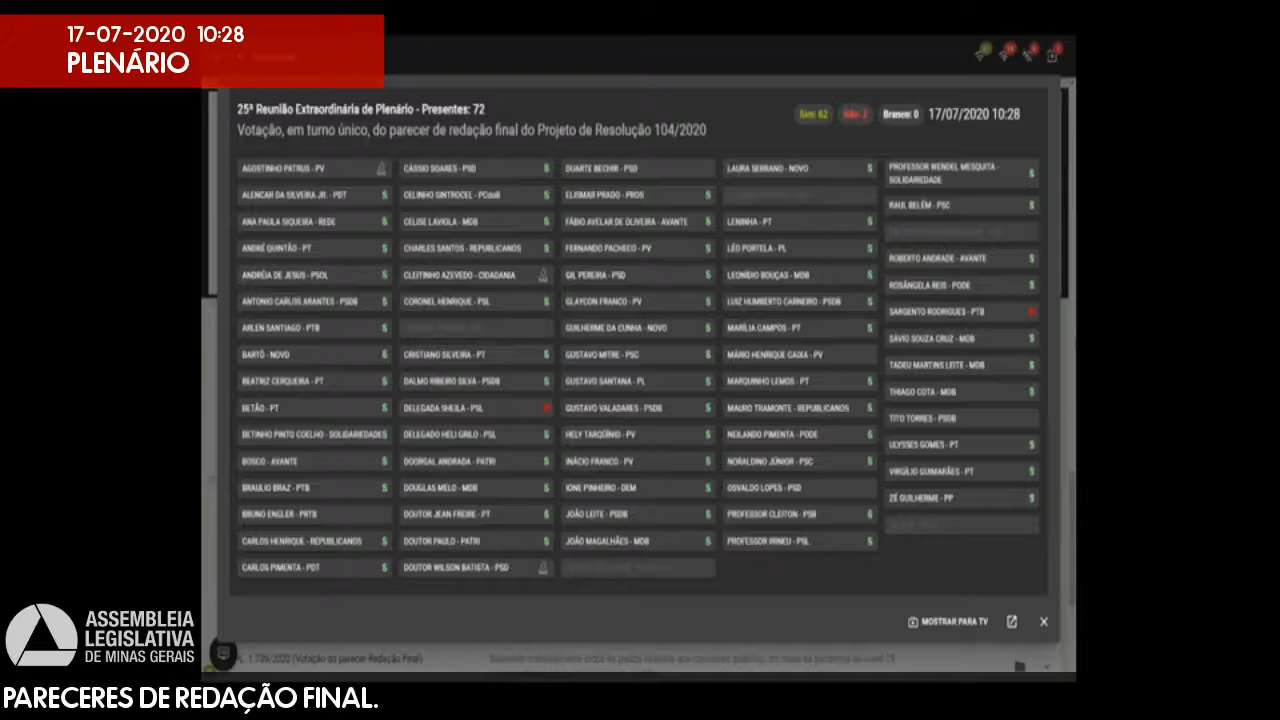 17-07-2020 10:28
PLENÁRIO
25ª Reunião Extraordinária de Plenário - Presentes: 72
Votação, em turno único, do parecer de redação final do Projeto de Resolução 104/2020
Sim: 62 Não: 2 Branco: 0 17/07/2020 10:28
AGOSTINHO PATRUS - PV
ALENCAR DA SILVEIRA JR. - PDT S
ANA PAULA SIQUEIRA - REDE S
ANDRÉ QUINTÃO - PT S
ANDRÉIA DE JESUS - PSOL S
ANTONIO CARLOS ARANTES - PSDB S
ARLEN SANTIAGO - PTB S
BARTÔ - NOVO S
BEATRIZ CERQUEIRA - PT S
BETÃO - PT S
BETINHO PINTO COELHO - SOLIDARIEDADE S
BOSCO - AVANTE S
BRAULIO BRAZ - PTB S
BRUNO ENGLER - PRTB
CARLOS HENRIQUE - REPUBLICANOS S
CARLOS PIMENTA - PDT S
CÁSSIO SOARES - PSD S
CELINHO SINTROCEL - PCdoB S
CELISE LAVIOLA - MDB S
CHARLES SANTOS - REPUBLICANOS S
CLEITINHO AZEVEDO - CIDADANIA
CORONEL HENRIQUE - PSL S
CRISTIANO SILVEIRA - PT S
DALMO RIBEIRO SILVA - PSDB S
DELEGADA SHEILA - PSL N
DELEGADO HELI GRILO - PSL S
DOORGAL ANDRADA - PATRI S
DOUGLAS MELO - MDB S
DOUTOR JEAN FREIRE - PT S
DOUTOR PAULO - PATRI S
DOUTOR WILSON BATISTA - PSD
DUARTE BECHIR - PSD
ELISMAR PRADO - PROS S
FÁBIO AVELAR DE OLIVEIRA - AVANTE S
FERNANDO PACHECO - PV S
GIL PEREIRA - PSD S
GLAYCON FRANCO - PV S
GUILHERME DA CUNHA - NOVO S
GUSTAVO MITRE - PSC S
GUSTAVO SANTANA - PL S
GUSTAVO VALADARES - PSDB S
HELY TARQÜÍNIO - PV S
INÁCIO FRANCO - PV S
IONE PINHEIRO - DEM S
JOÃO LEITE - PSDB S
JOÃO MAGALHÃES - MDB S
LAURA SERRANO - NOVO S
LENINHA - PT S
LÉO PORTELA - PL S
LEONÍDIO BOUÇAS - MDB S
LUIZ HUMBERTO CARNEIRO - PSDB S
MARÍLIA CAMPOS - PT S
MÁRIO HENRIQUE CAIXA - PV
MARQUINHO LEMOS - PT S
MAURO TRAMONTE - REPUBLICANOS S
NEILANDO PIMENTA - PODE S
NORALDINO JÚNIOR - PSC S
OSVALDO LOPES - PSD
PROFESSOR CLEITON - PSB S
PROFESSOR IRINEU - PSL S
PROFESSOR WENDEL MESQUITA -
SOLIDARIEDADE S
RAUL BELÉM - PSC S
ROBERTO ANDRADE - AVANTE S
ROSÂNGELA REIS - PODE S
SARGENTO RODRIGUES - PTB
SÁVIO SOUZA CRUZ - MDB S
TADEU MARTINS LEITE - MDB S
THIAGO COTA - MDB S
TITO TORRES - PSDB
ULYSSES GOMES - PT S
VIRGÍLIO GUIMARÃES - PT S
ZÉ GUILHERME - PP S
MOSTRAR PARA TV
PL 1.739/2020 (Votação do parecer Redação Final)
ASSEMBLEIA
LEGISLATIVA
DE MINAS GERAIS
PARECERES DE REDAÇÃO FINAL.